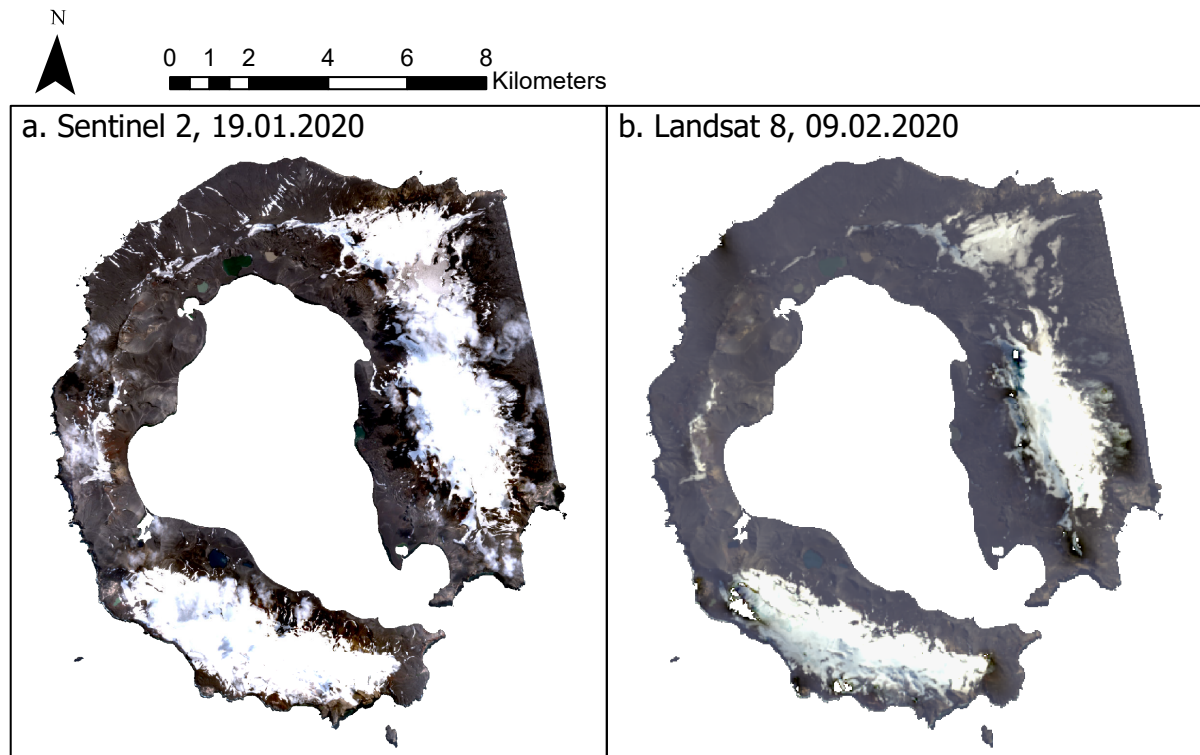 N
0 1 2 4 6 8
Kilometers
a. Sentinel 2, 19.01.2020
b. Landsat 8, 09.02.2020